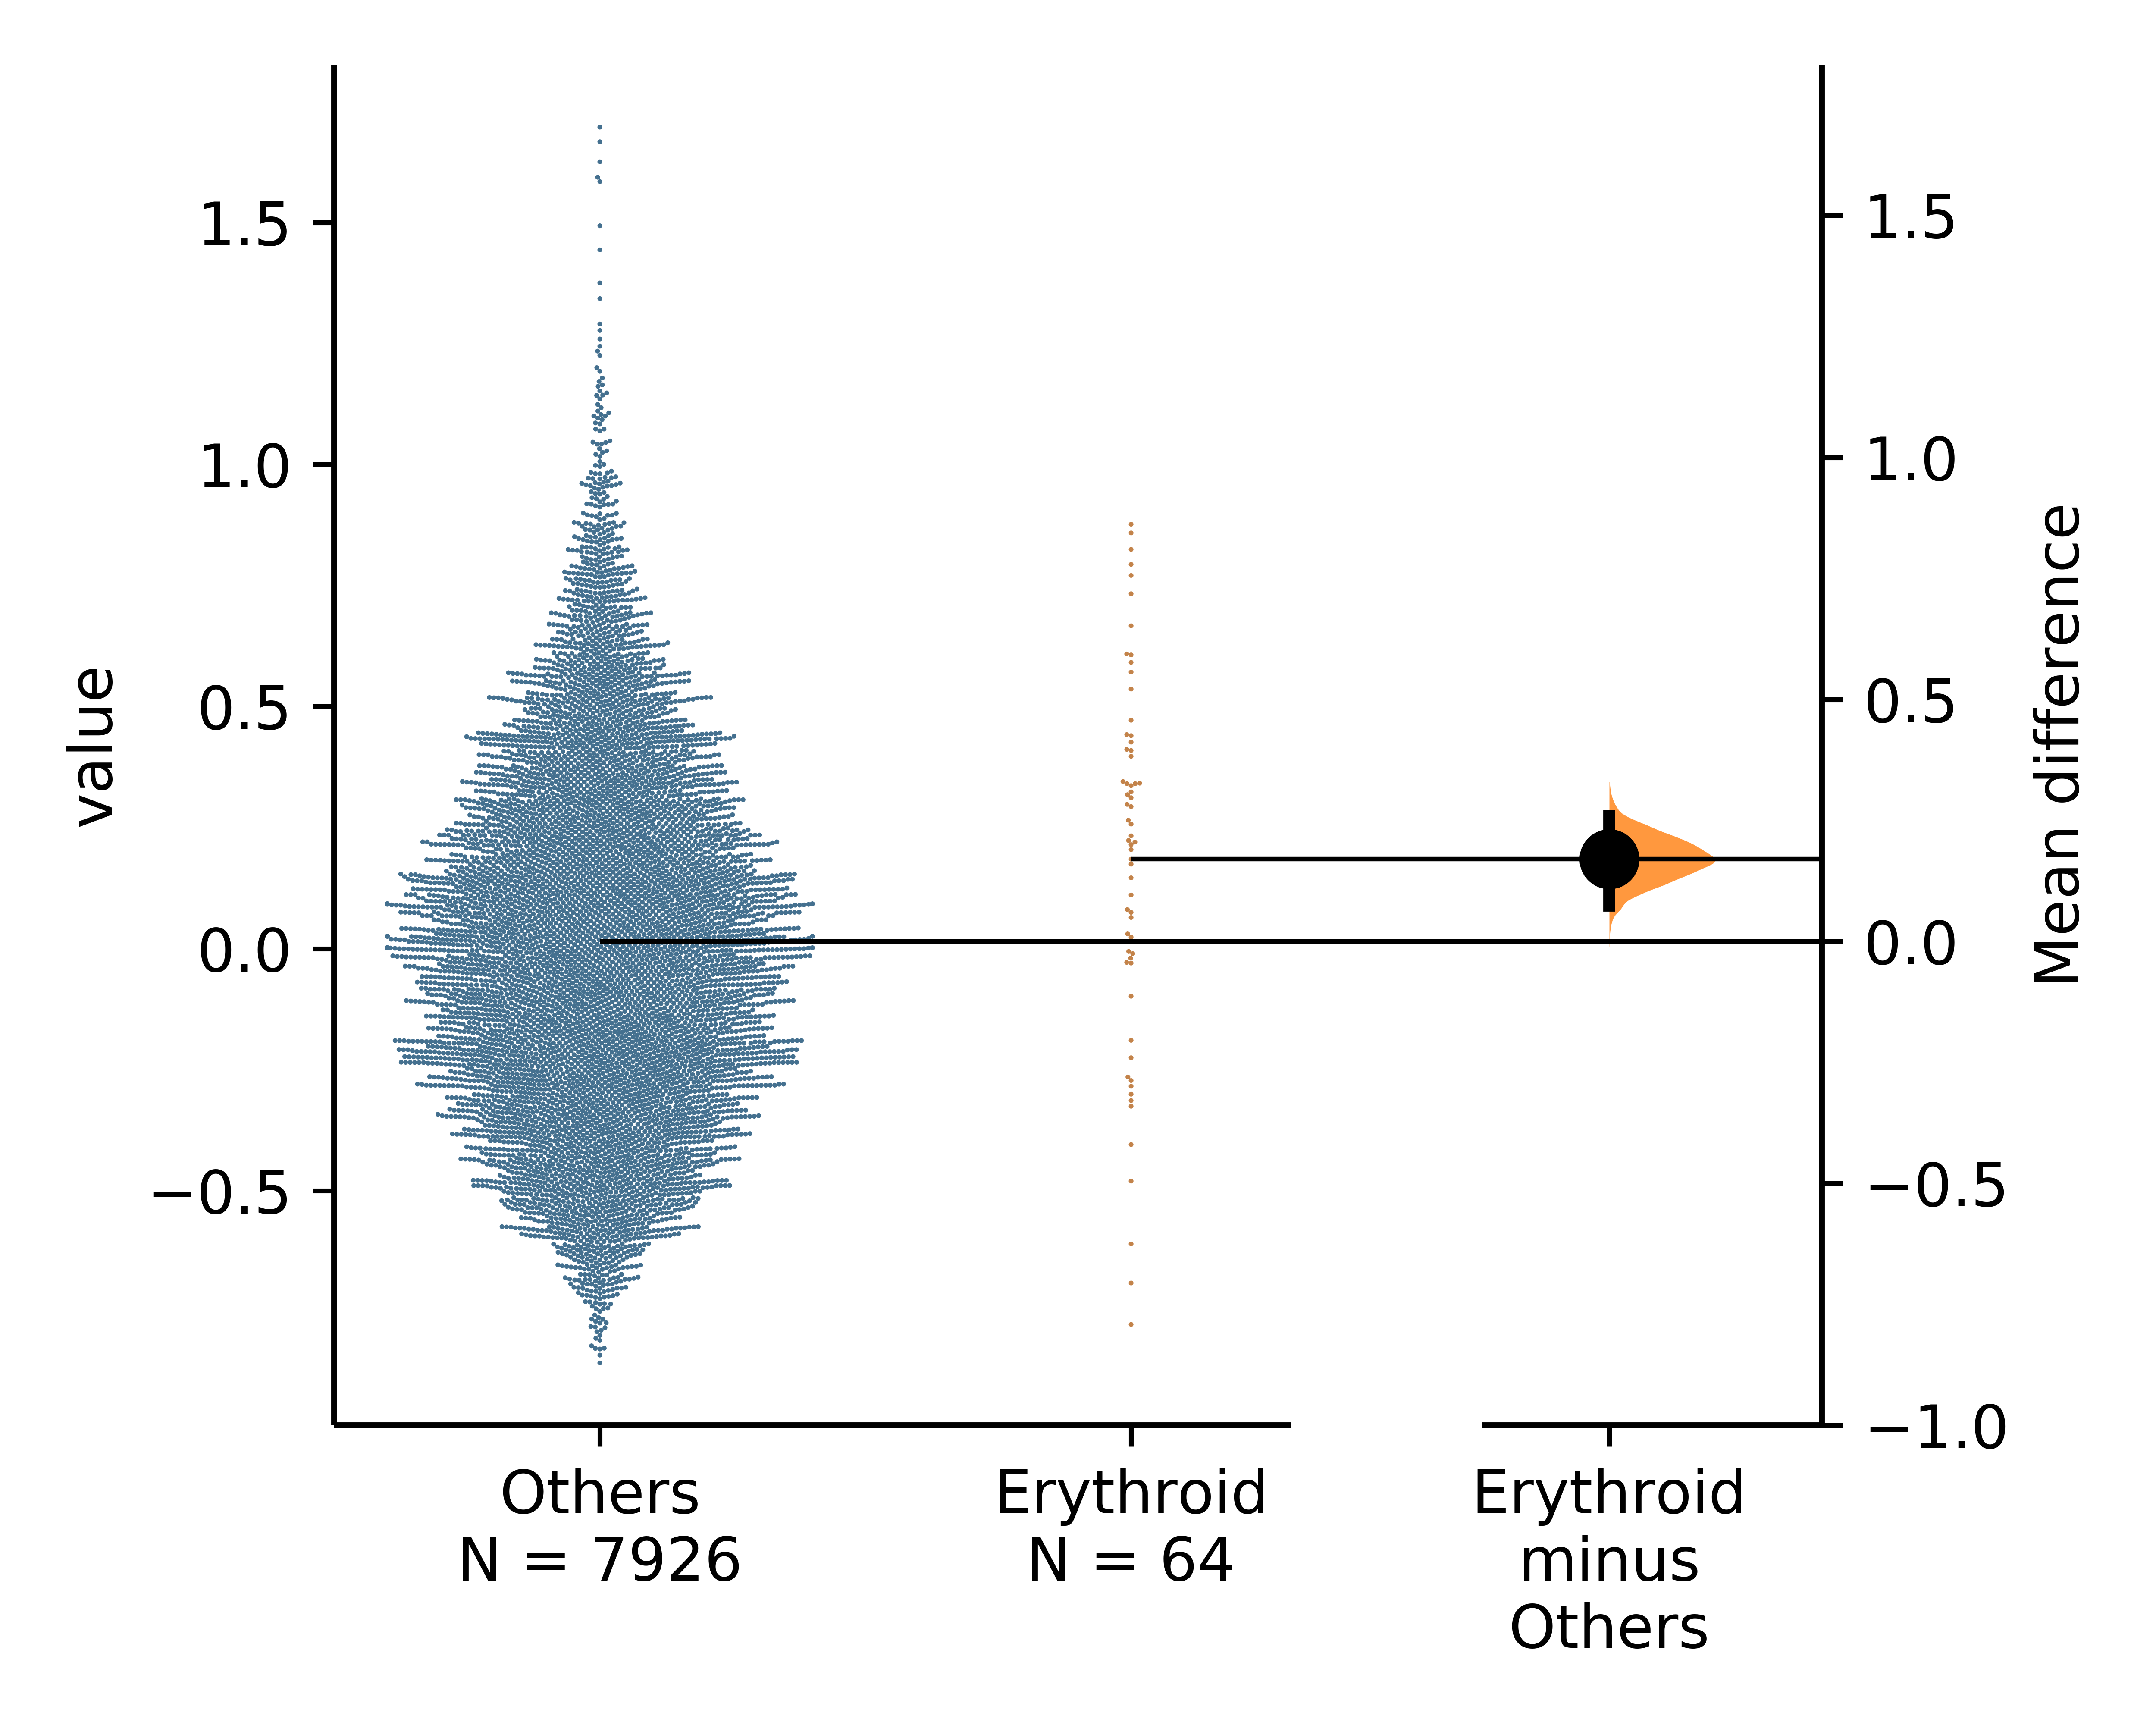 value
1.5
1.0
0.5
0.0
−0.5
Others
N = 7926
Erythroid
N = 64
Erythroid
minus
Others
1.5
1.0
0.5
0.0
−0.5
−1.0
Mean difference